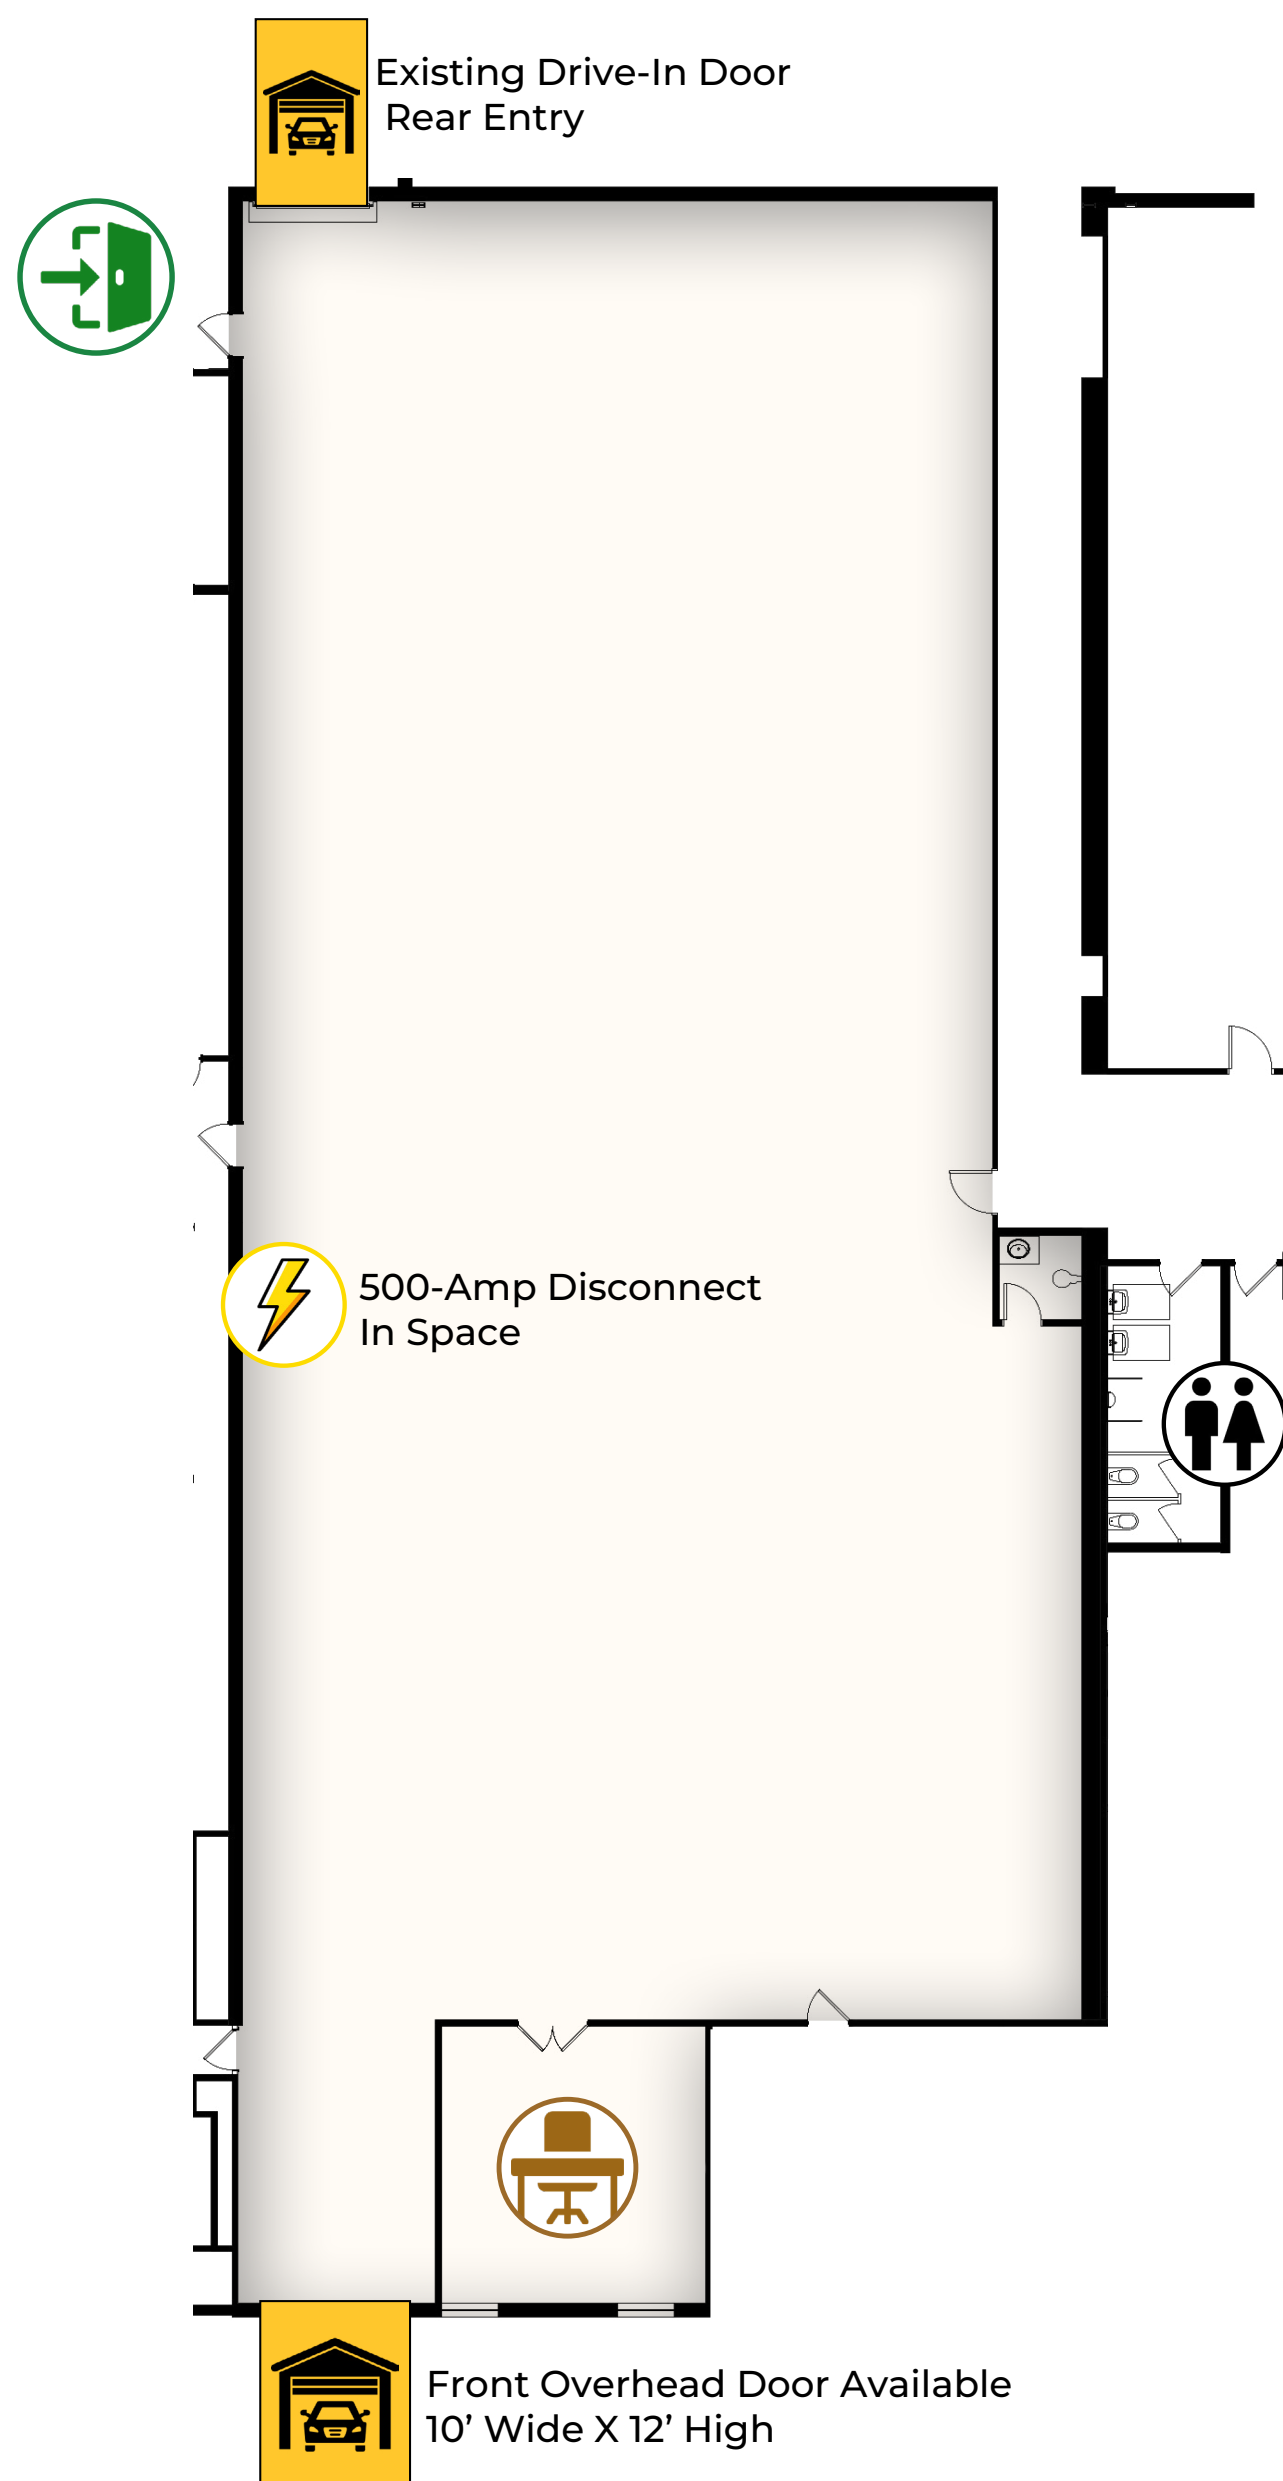 Existing Drive-In Door
Rear Entry
500-Amp Disconnect
In Space
Front Overhead Door Available
10’ Wide X 12’ High